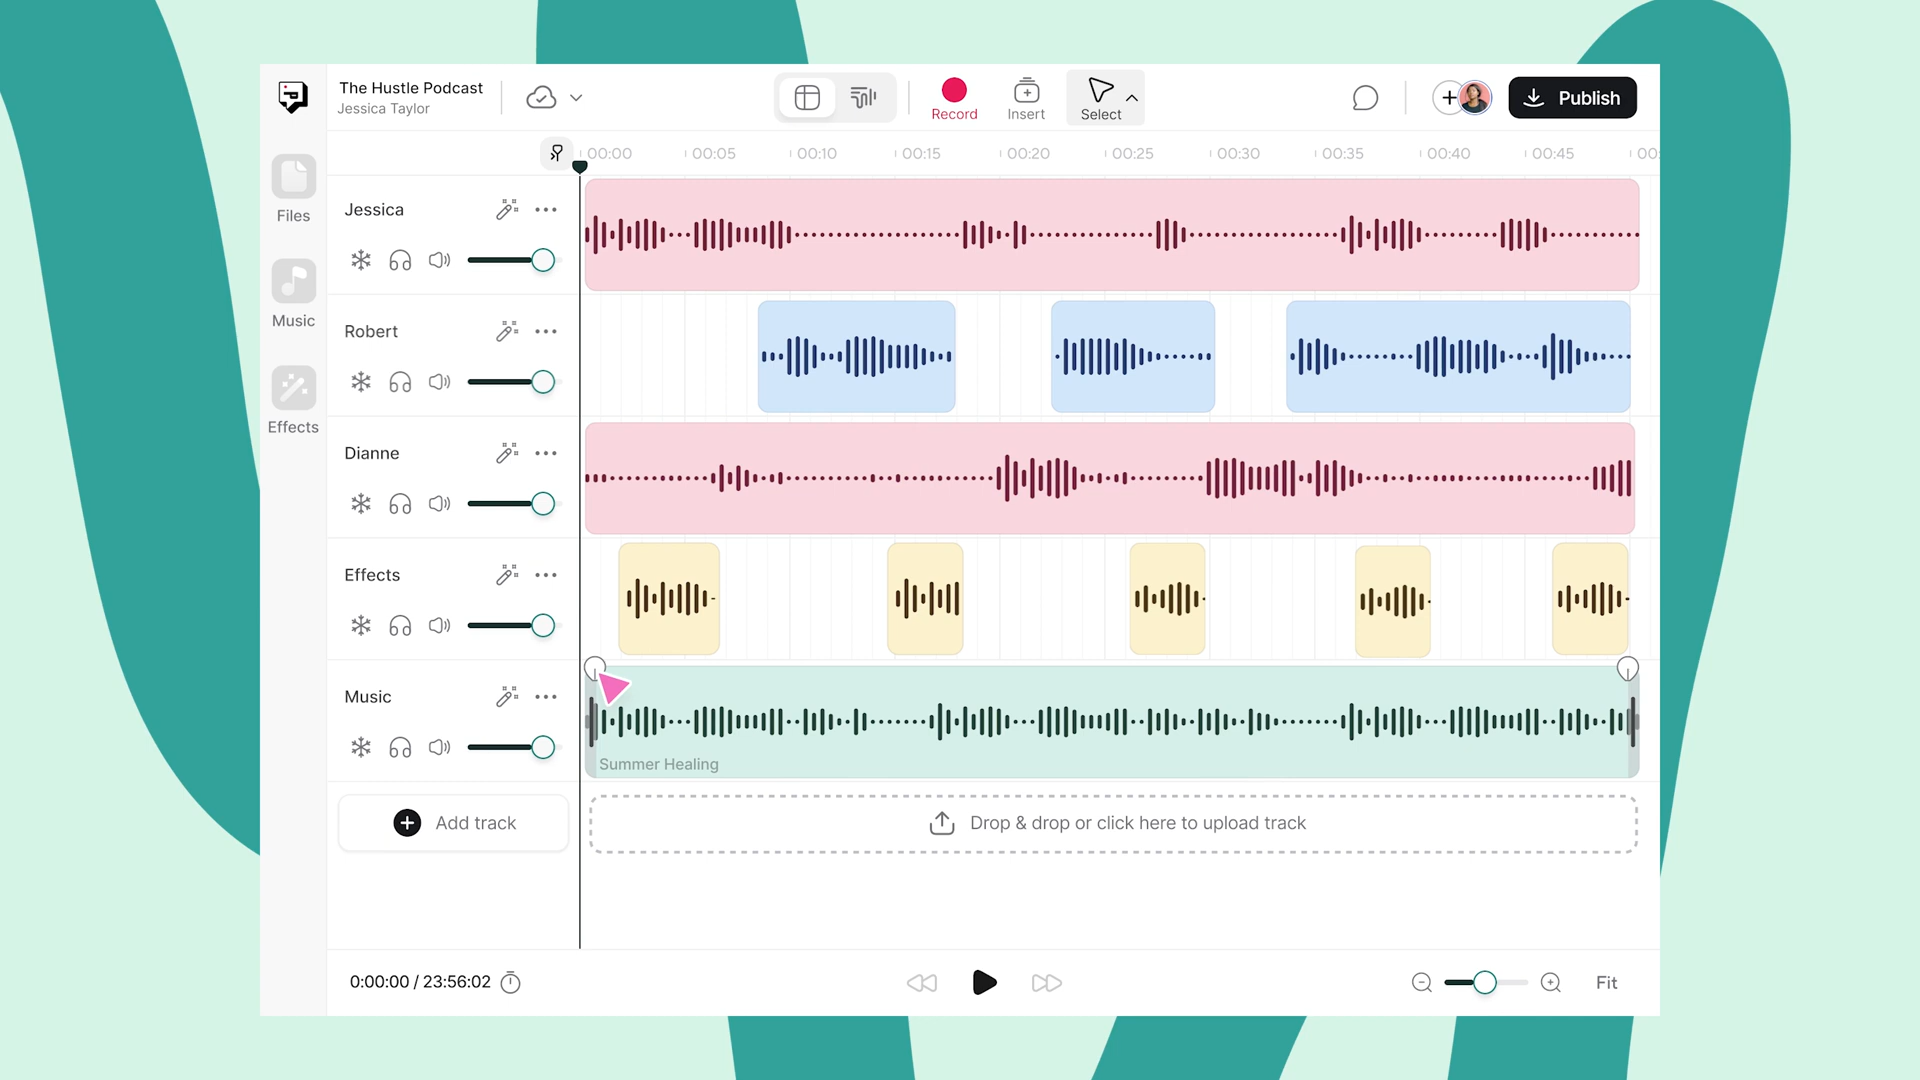 The Hustle Podcast
Jessica Taylor
Record
Insert
Select
Publish
00:00
00:05
00:10
00:15
00:20
00:25
00:30
00:35
00:40
00:45
00:
Files
Music
Effects
Jessica
Robert
Dianne
Effects
Music
Summer Healing
Add track
Drop & drop or click here to upload track
0:00:00 / 23:56:02
Fit